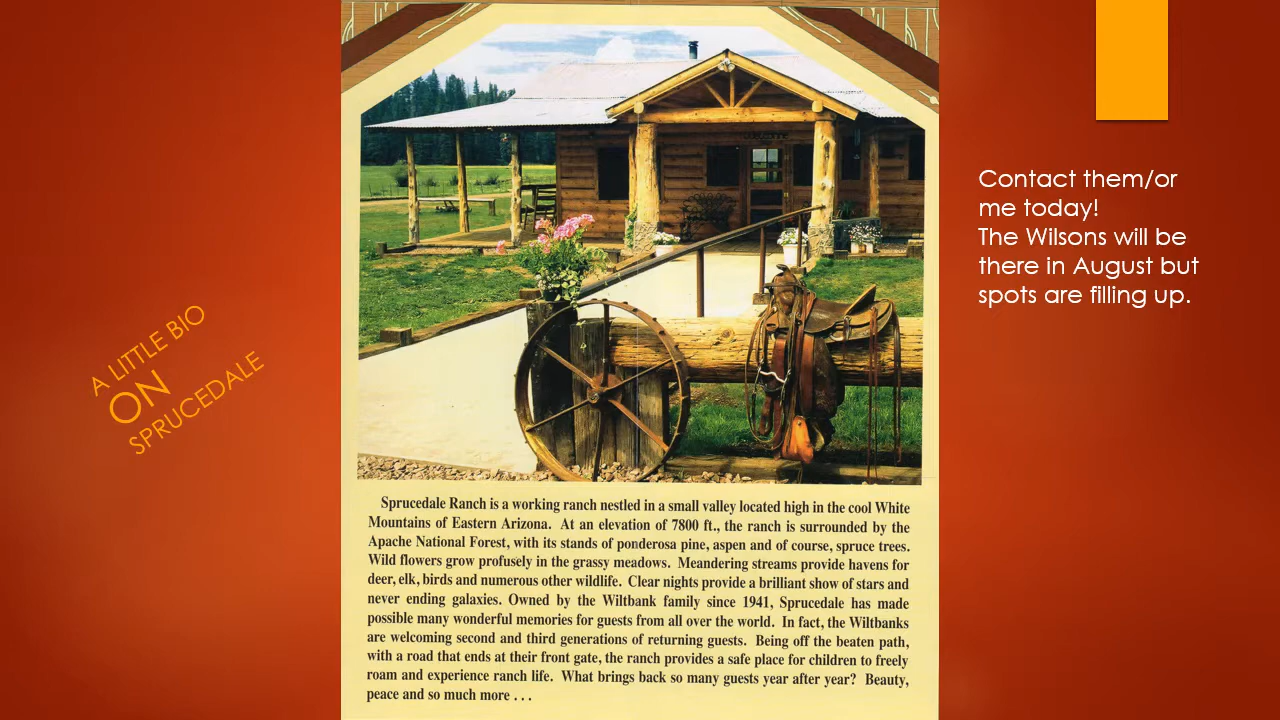 A LITTLE BIO
ON
SPRUCEDALE
Sprucedale Ranch is a working ranch nestled in a small valley located high in the cool White
Mountains of Eastern Arizona. At an elevation of 7800 ft., the ranch is surrounded by the
Apache National Forest, with its stands of ponderosa pine, aspen and of course, spruce trees.
Wild flowers grow profusely in the grassy meadows. Meandering streams provide havens for
deer, elk, birds and numerous other wildlife. Clear nights provide a brilliant show of stars and
never ending galaxies. Owned by the Wiltbank family since 1941, Sprucedale has made
possible many wonderful memories for guests from all over the world. In fact, the Wiltbanks
are welcoming second and third generations of returning guests. Being off the beaten path,
with a road that ends at their front gate, the ranch provides a safe place for children to freely
roam and experience ranch life. What brings back so many guests year after year? Beauty,
peace and so much more . . .
Contact them/or
me today!
The Wilsons will be
there in August but
spots are filling up.